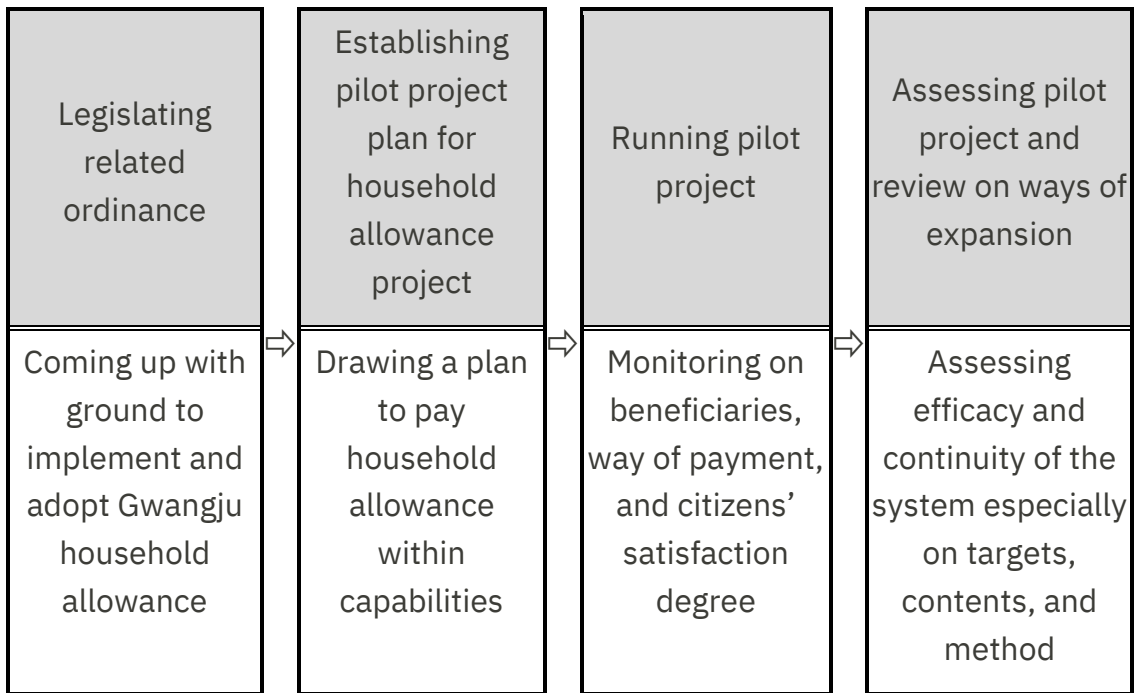 Legislating
related
ordinance
Coming up with
ground to
implement and
adopt Gwangju
household
allowance
⇨
Establishing
pilot project
plan for
household
allowance
project
Drawing a plan
to pay
household
allowance
within
capabilities
⇨
Running pilot
project
Monitoring on
beneficiaries,
way of payment,
and citizens’
satisfaction
degree
⇨
Assessing pilot
project and
review on ways of
expansion
Assessing
efficacy and
continuity of the
system especially
on targets,
contents, and
method